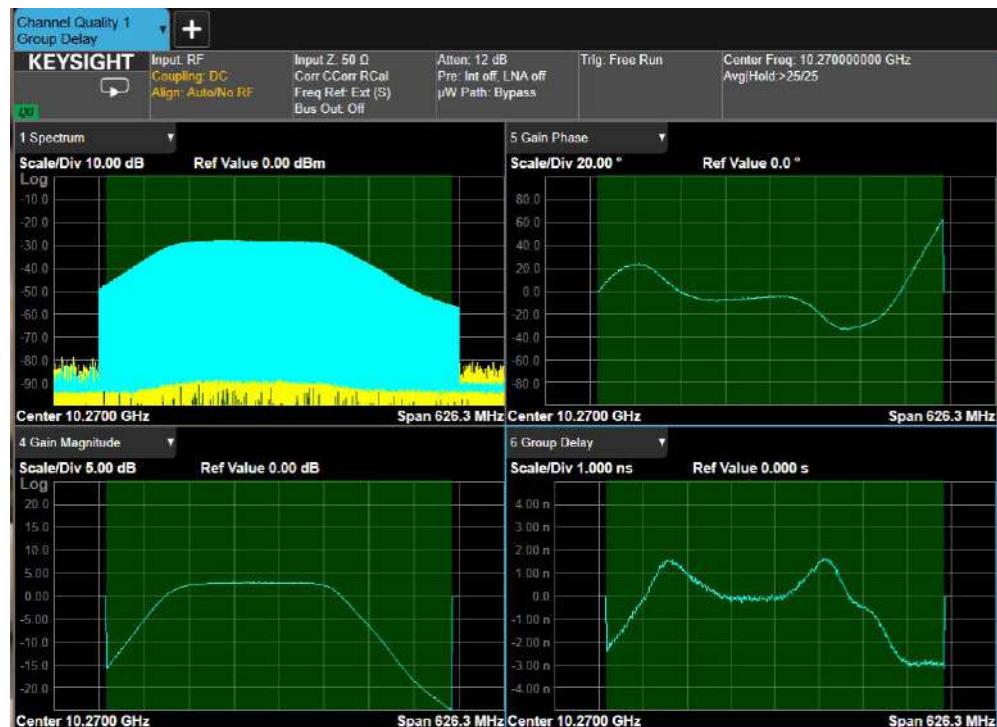 Channel Quality 1
Group Delay
KEYSIGHT
Input: RF
Coupling: DC
Align: Auto/No RF
Input Z: 50 Ω
Corr CCorr RCal
Freq Ref: Ext (S)
Bus Out: Off
Atten: 12 dB
Pre: Int off, LNA off
µW Path: Bypass
Trig: Free Run
Center Freq: 10.270000000 GHz
Avg|Hold:>25/25
1 Spectrum
Scale/Div 10.00 dB Ref Value 0.00 dBm
Log
-10.0
-20.0
-30.0
-40.0
-50.0
-60.0
-70.0
-80.0
-90.0
Center 10.2700 GHz Span 626.3 MHz
5 Gain Phase
Scale/Div 20.00 ° Ref Value 0.0 °
80.0
60.0
40.0
20.0
0.0
-20.0
-40.0
-60.0
-80.0
Center 10.2700 GHz Span 626.3 MHz
4 Gain Magnitude
Scale/Div 5.00 dB Ref Value 0.00 dB
Log
20.0
15.0
10.0
5.00
0.00
-5.00
-10.0
-15.0
-20.0
Center 10.2700 GHz Span 626.3 MHz
6 Group Delay
Scale/Div 1.000 ns Ref Value 0.000 s
4.00 n
3.00 n
2.00 n
1.00 n
0.0
-1.00 n
-2.00 n
-3.00 n
-4.00 n
Center 10.2700 GHz Span 626.3 MHz